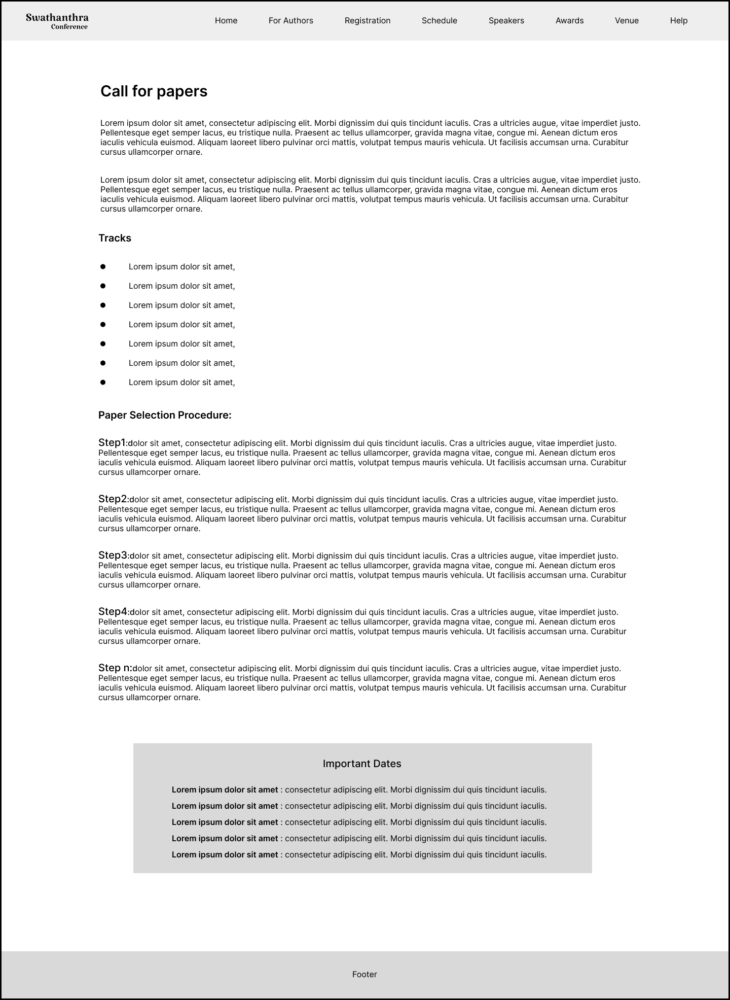 Swathanthra
Conference
Home For Authors Registration Schedule Speakers Awards Venue Help
Call for papers
Lorem ipsum dolor sit amet, consectetur adipiscing elit. Morbi dignissim dui quis tincidunt iaculis. Cras a ultricies augue, vitae imperdiet justo.
Pellentesque eget semper lacus, eu tristique nulla. Praesent ac tellus ullamcorper, gravida magna vitae, congue mi. Aenean dictum eros
iaculis vehicula euismod. Aliquam laoreet libero pulvinar orci mattis, volutpat tempus mauris vehicula. Ut facilisis accumsan urna. Curabitur
cursus ullamcorper ornare.
Lorem ipsum dolor sit amet, consectetur adipiscing elit. Morbi dignissim dui quis tincidunt iaculis. Cras a ultricies augue, vitae imperdiet justo.
Pellentesque eget semper lacus, eu tristique nulla. Praesent ac tellus ullamcorper, gravida magna vitae, congue mi. Aenean dictum eros
iaculis vehicula euismod. Aliquam laoreet libero pulvinar orci mattis, volutpat tempus mauris vehicula. Ut facilisis accumsan urna. Curabitur
cursus ullamcorper ornare.
Tracks
● Lorem ipsum dolor sit amet,
● Lorem ipsum dolor sit amet,
● Lorem ipsum dolor sit amet,
● Lorem ipsum dolor sit amet,
● Lorem ipsum dolor sit amet,
● Lorem ipsum dolor sit amet,
● Lorem ipsum dolor sit amet,
Paper Selection Procedure:
Step1:dolor sit amet, consectetur adipiscing elit. Morbi dignissim dui quis tincidunt iaculis. Cras a ultricies augue, vitae imperdiet justo.
Pellentesque eget semper lacus, eu tristique nulla. Praesent ac tellus ullamcorper, gravida magna vitae, congue mi. Aenean dictum eros
iaculis vehicula euismod. Aliquam laoreet libero pulvinar orci mattis, volutpat tempus mauris vehicula. Ut facilisis accumsan urna. Curabitur
cursus ullamcorper ornare.
Step2:dolor sit amet, consectetur adipiscing elit. Morbi dignissim dui quis tincidunt iaculis. Cras a ultricies augue, vitae imperdiet justo.
Pellentesque eget semper lacus, eu tristique nulla. Praesent ac tellus ullamcorper, gravida magna vitae, congue mi. Aenean dictum eros
iaculis vehicula euismod. Aliquam laoreet libero pulvinar orci mattis, volutpat tempus mauris vehicula. Ut facilisis accumsan urna. Curabitur
cursus ullamcorper ornare.
Step3:dolor sit amet, consectetur adipiscing elit. Morbi dignissim dui quis tincidunt iaculis. Cras a ultricies augue, vitae imperdiet justo.
Pellentesque eget semper lacus, eu tristique nulla. Praesent ac tellus ullamcorper, gravida magna vitae, congue mi. Aenean dictum eros
iaculis vehicula euismod. Aliquam laoreet libero pulvinar orci mattis, volutpat tempus mauris vehicula. Ut facilisis accumsan urna. Curabitur
cursus ullamcorper ornare.
Step4:dolor sit amet, consectetur adipiscing elit. Morbi dignissim dui quis tincidunt iaculis. Cras a ultricies augue, vitae imperdiet justo.
Pellentesque eget semper lacus, eu tristique nulla. Praesent ac tellus ullamcorper, gravida magna vitae, congue mi. Aenean dictum eros
iaculis vehicula euismod. Aliquam laoreet libero pulvinar orci mattis, volutpat tempus mauris vehicula. Ut facilisis accumsan urna. Curabitur
cursus ullamcorper ornare.
Step n:dolor sit amet, consectetur adipiscing elit. Morbi dignissim dui quis tincidunt iaculis. Cras a ultricies augue, vitae imperdiet justo.
Pellentesque eget semper lacus, eu tristique nulla. Praesent ac tellus ullamcorper, gravida magna vitae, congue mi. Aenean dictum eros
iaculis vehicula euismod. Aliquam laoreet libero pulvinar orci mattis, volutpat tempus mauris vehicula. Ut facilisis accumsan urna. Curabitur
cursus ullamcorper ornare.
Important Dates
Lorem ipsum dolor sit amet : consectetur adipiscing elit. Morbi dignissim dui quis tincidunt iaculis.
Lorem ipsum dolor sit amet : consectetur adipiscing elit. Morbi dignissim dui quis tincidunt iaculis.
Lorem ipsum dolor sit amet : consectetur adipiscing elit. Morbi dignissim dui quis tincidunt iaculis.
Lorem ipsum dolor sit amet : consectetur adipiscing elit. Morbi dignissim dui quis tincidunt iaculis.
Lorem ipsum dolor sit amet : consectetur adipiscing elit. Morbi dignissim dui quis tincidunt iaculis.
Footer